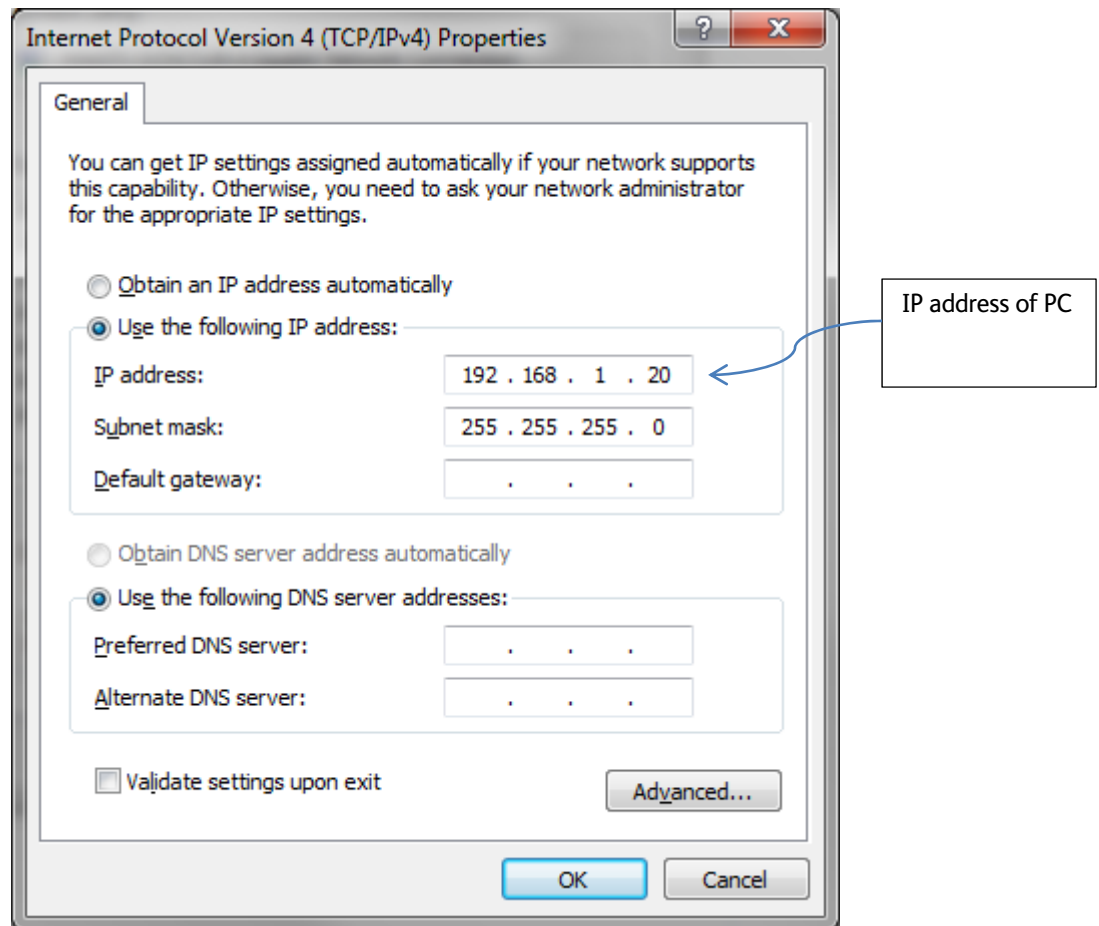 Internet Protocol Version 4 (TCP/IPv4) Properties
?
X
General
You can get IP settings assigned automatically if your network supports
this capability. Otherwise, you need to ask your network administrator
for the appropriate IP settings.
Obtain an IP address automatically
Use the following IP address:
IP address: 192 . 168 . 1 . 20
IP address of PC
Subnet mask: 255 . 255 . 255 . 0
Default gateway: . . .
Obtain DNS server address automatically
Use the following DNS server addresses:
Preferred DNS server: . . .
Alternate DNS server: . . .
Validate settings upon exit
Advanced...
OK Cancel